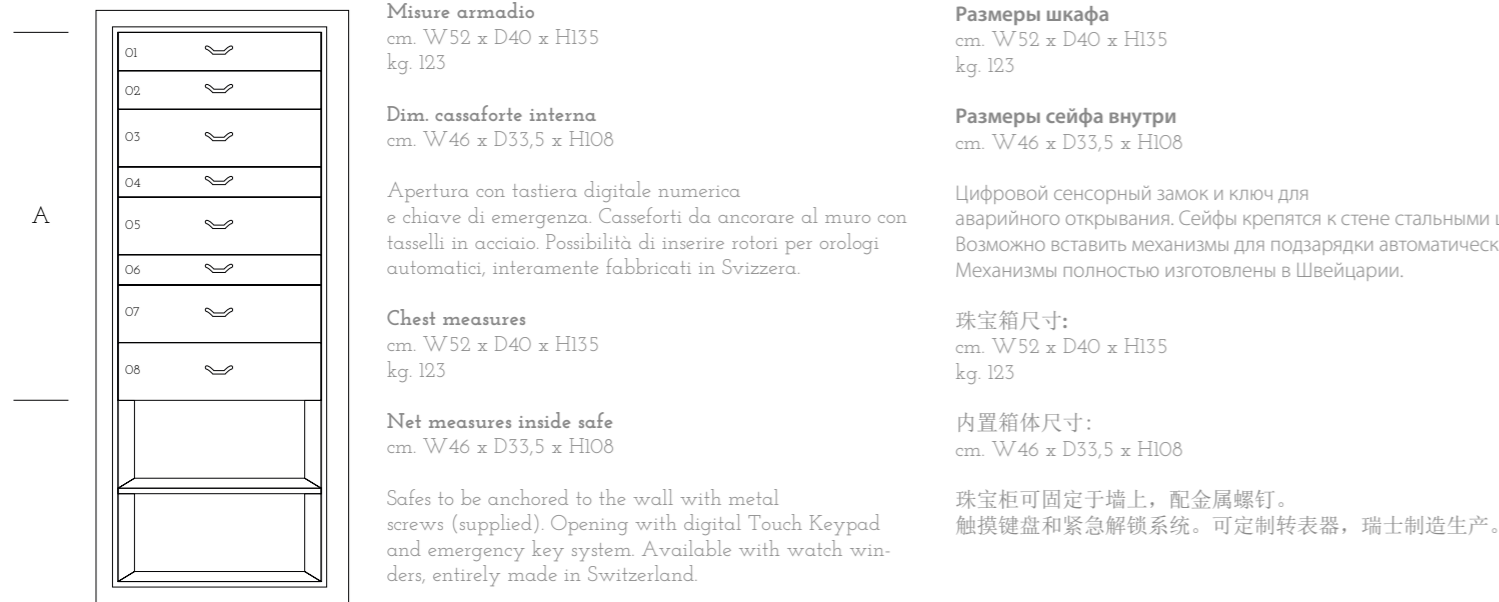 A
01
02
03
04
05
06
07
08
Misure armadio
cm. W52 x D40 x H135
kg. 123
Dim. cassaforte interna
cm. W46 x D33,5 x H108
Apertura con tastiera digitale numerica
e chiave di emergenza. Casseforti da ancorare al muro con
tasselli in acciaio. Possibilità di inserire rotori per orologi
automatici, interamente fabbricati in Svizzera.
Chest measures
cm. W52 x D40 x H135
kg. 123
Net measures inside safe
cm. W46 x D33,5 x H108
Safes to be anchored to the wall with metal
screws (supplied). Opening with digital Touch Keypad
and emergency key system. Available with watch win-
ders, entirely made in Switzerland.
Размеры шкафа
cm. W52 x D40 x H135
kg. 123
Размеры сейфа внутри
cm. W46 x D33,5 x H108
Цифровой сенсорный замок и ключ для
аварийного открывания. Сейфы крепятся к стене стальными
Возможно вставить механизмы для подзарядки
Механизмы полностью изготовлены в Швейцарии.
珠宝箱尺寸:
cm. W52 x D40 x H135
kg. 123
内置箱体尺寸:
cm. W46 x D33,5 x H108
珠宝柜可固定于墙上，配金属螺钉。
触摸键盘和紧急解锁系统。可定制转表器，瑞士制造生产。